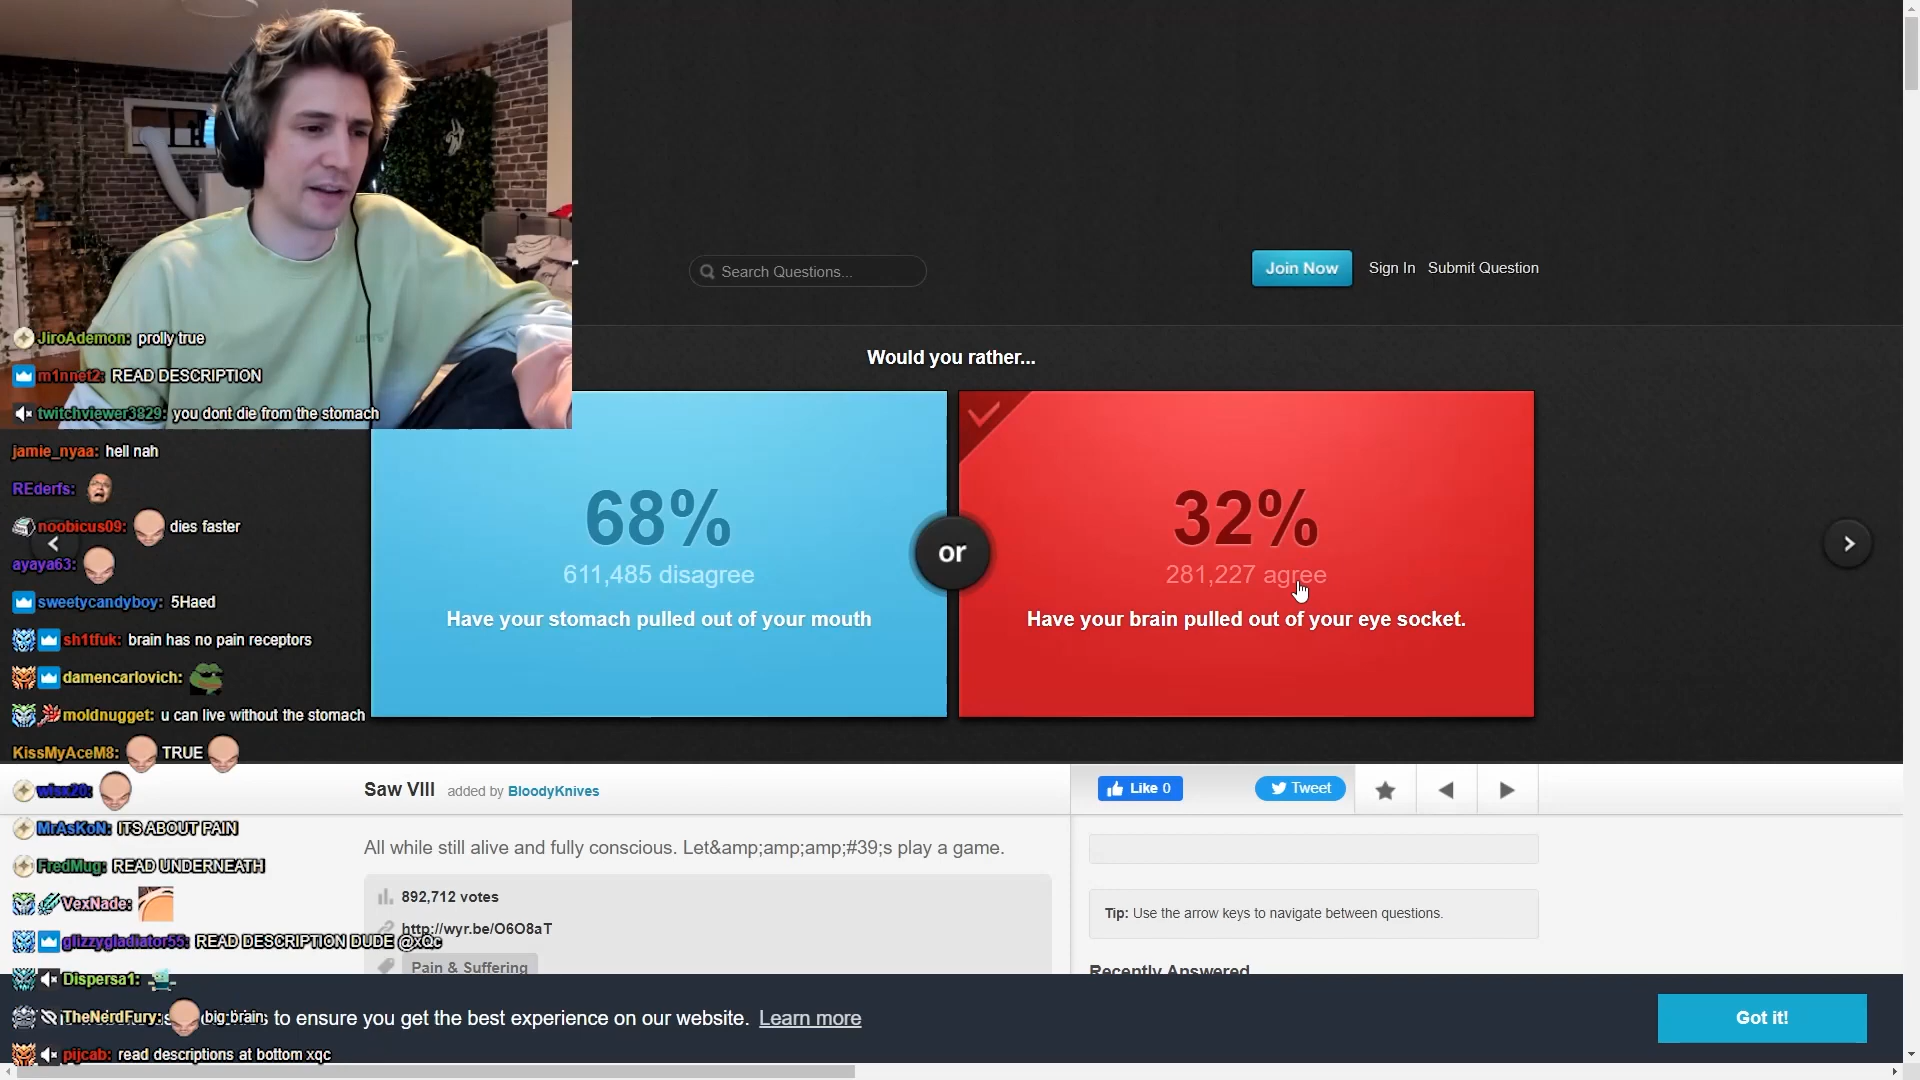 Search Questions...
Join Now
Sign In
Submit Question
Would you rather...
68%
611,485 disagree
Have your stomach pulled out of your mouth
or
32%
281,227 agree
Have your brain pulled out of your eye socket.
JiroAdemon: prolly true
m1nnet2: READ DESCRIPTION
twitchviewer3829: you dont die from the stomach
jamie_nyaa: hell nah
REderfs:
noobicus09: dies faster
ayaya63:
sweetycandyboy: 5Haed
sh1tfuk: brain has no pain receptors
damencarlovich:
moldnugget: u can live without the stomach
KissMyAceM8: TRUE
wisx20:
MrAsKoN: ITS ABOUT PAIN
FredMug: READ UNDERNEATH
VexNade:
glizzygladiator55: READ DESCRIPTION DUDE @xQc
Dispersa1:
TheNerdFury: big brain
pijcab: read descriptions at bottom xqc
Saw VIII added by BloodyKnives
Like 0
Tweet
All while still alive and fully conscious. Let&amp;amp;amp;#39;s play a game.
892,712 votes
http://wyr.be/O6O8aT
Pain & Suffering
Tip: Use the arrow keys to navigate between questions.
Recently Answered
to ensure you get the best experience on our website. Learn more
Got it!